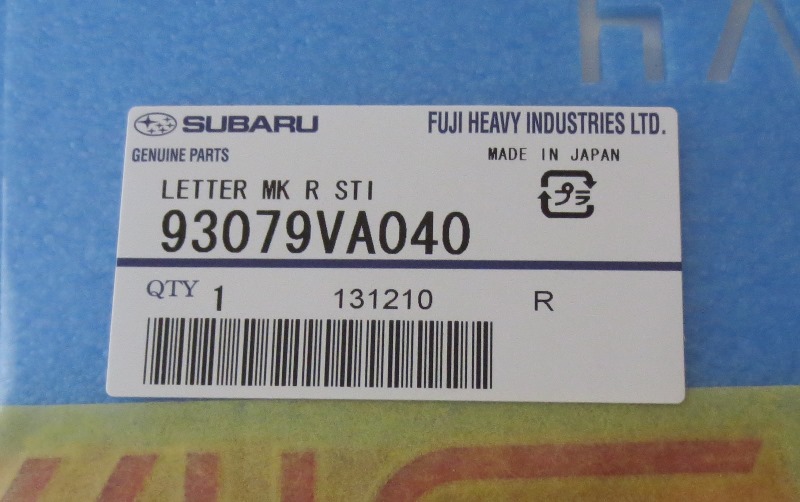 SUBARU
FUJI HEAVY INDUSTRIES LTD.
GENUINE PARTS
MADE IN JAPAN
LETTER MK R STI
プラ
93079VA040
QTY 1 131210 R